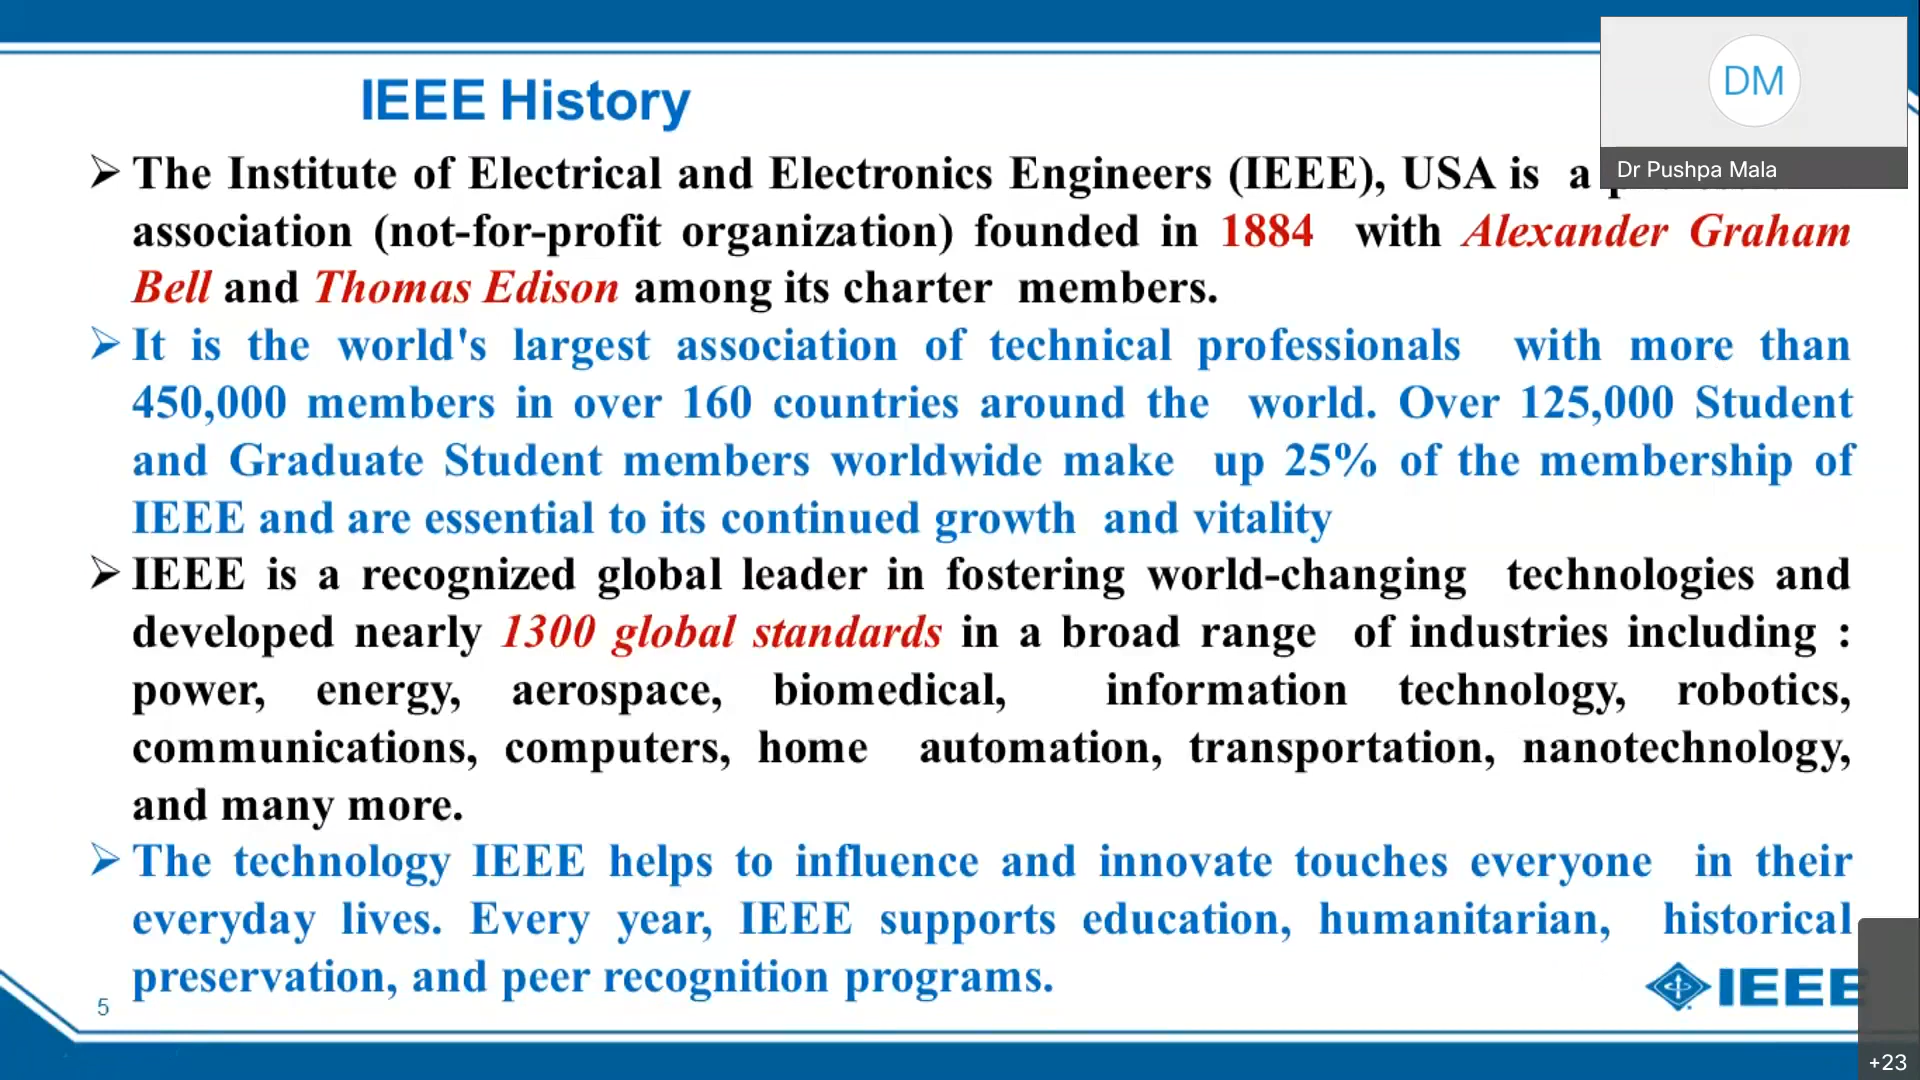 IEEE History
DM
Dr Pushpa Mala
➢ The Institute of Electrical and Electronics Engineers (IEEE), USA is a
association (not-for-profit organization) founded in 1884 with Alexander Graham
Bell and Thomas Edison among its charter members.
➢ It is the world's largest association of technical professionals with more than
450,000 members in over 160 countries around the world. Over 125,000 Student
and Graduate Student members worldwide make up 25% of the membership of
IEEE and are essential to its continued growth and vitality
➢ IEEE is a recognized global leader in fostering world-changing technologies and
developed nearly 1300 global standards in a broad range of industries including :
power, energy, aerospace, biomedical, information technology, robotics,
communications, computers, home automation, transportation, nanotechnology,
and many more.
➢ The technology IEEE helps to influence and innovate touches everyone in their
everyday lives. Every year, IEEE supports education, humanitarian, historical
preservation, and peer recognition programs.
5
IEEE
+23